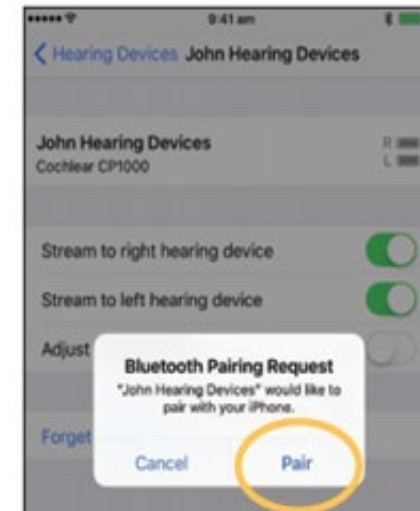 9:41 am
Hearing Devices John Hearing Devices
John Hearing Devices R
Cochlear CP1000 L
Stream to right hearing device
Stream to left hearing device
Adjust
Bluetooth Pairing Request
"John Hearing Devices" would like to
pair with your iPhone.
Forget
Cancel Pair